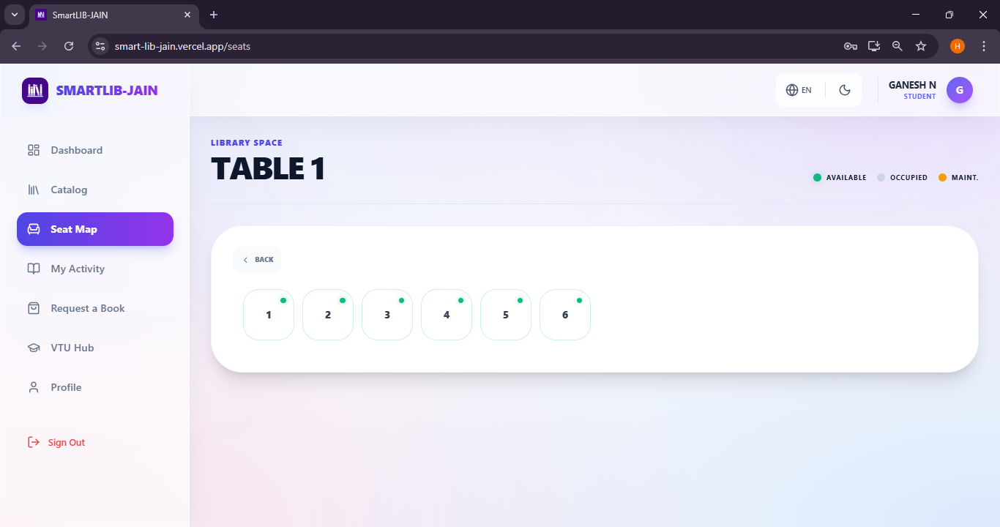 SmartLIB-JAIN
smart-lib-jain.vercel.app/seats
H
SMARTLIB-JAIN
EN
GANESH N
STUDENT
G
Dashboard
Catalog
Seat Map
My Activity
Request a Book
VTU Hub
Profile
Sign Out
LIBRARY SPACE
TABLE 1
AVAILABLE OCCUPIED MAINT.
BACK
1 2 3 4 5 6